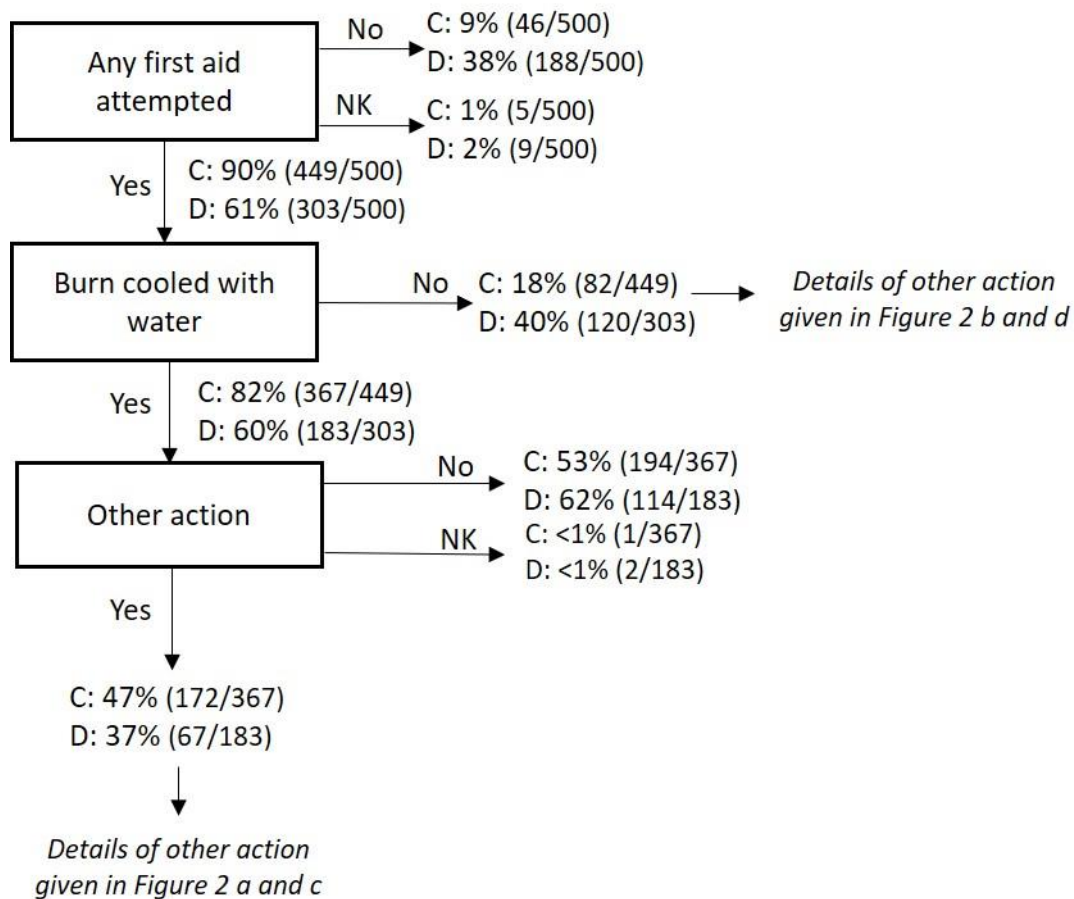 Any first aid
attempted
No
C: 9% (46/500)
D: 38% (188/500)
NK
C: 1% (5/500)
D: 2% (9/500)
Yes
C: 90% (449/500)
D: 61% (303/500)
Burn cooled with
water
No
C: 18% (82/449)
D: 40% (120/303)
Details of other action
given in Figure 2 b and d
Yes
C: 82% (367/449)
D: 60% (183/303)
Other action
No
C: 53% (194/367)
D: 62% (114/183)
NK
C: <1% (1/367)
D: <1% (2/183)
Yes
C: 47% (172/367)
D: 37% (67/183)
Details of other action
given in Figure 2 a and c